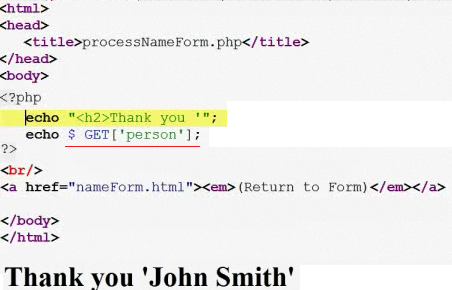 <html>
<head>
<title>processNameForm.php</title>
</head>
<body>
<?php
echo "<h2>Thank you '";
echo $ GET['person'];
?>
<br/>
<a href="nameForm.html"><em>(Return to Form)</em></a>
</body>
</html>
Thank you 'John Smith'